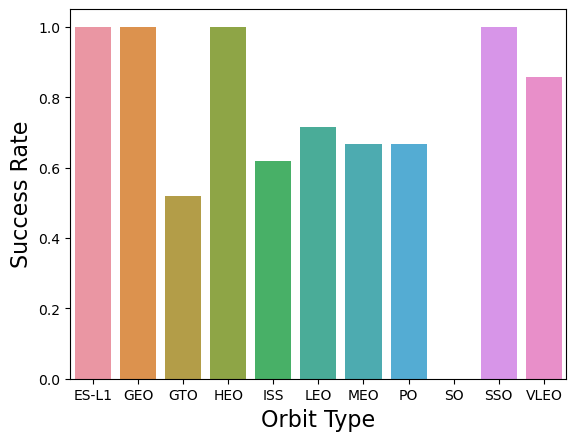 1.0
0.8
0.6
0.4
0.2
0.0
Success Rate
ES-L1 GEO GTO HEO ISS LEO MEO PO SO SSO VLEO
Orbit Type